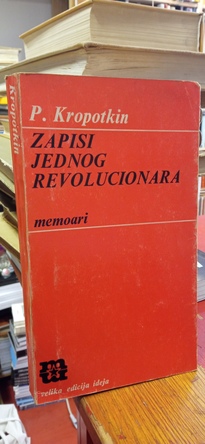 P. Kropotkin
ZAPISI
JEDNOG
REVOLUCIONARA
memoari
velika edicija ideja
Kropotkin